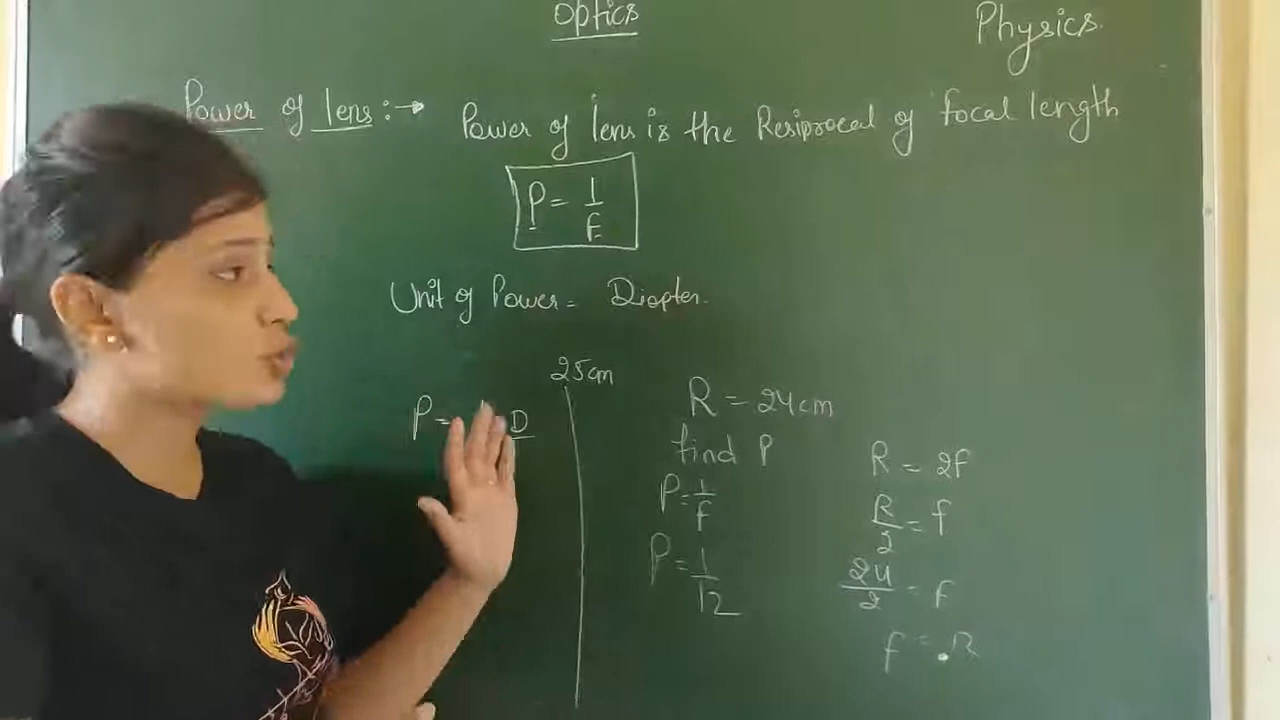 Optics
Physics
Power of lens :→ Power of lens is the Resiprocal of focal length
P = 1/F
Unit of Power = Diopter.
25cm
P = D
R = 24cm
find P
P = 1/f
P = 1/12
R = 2F
R/2 = f
24/2 = F
f = .12